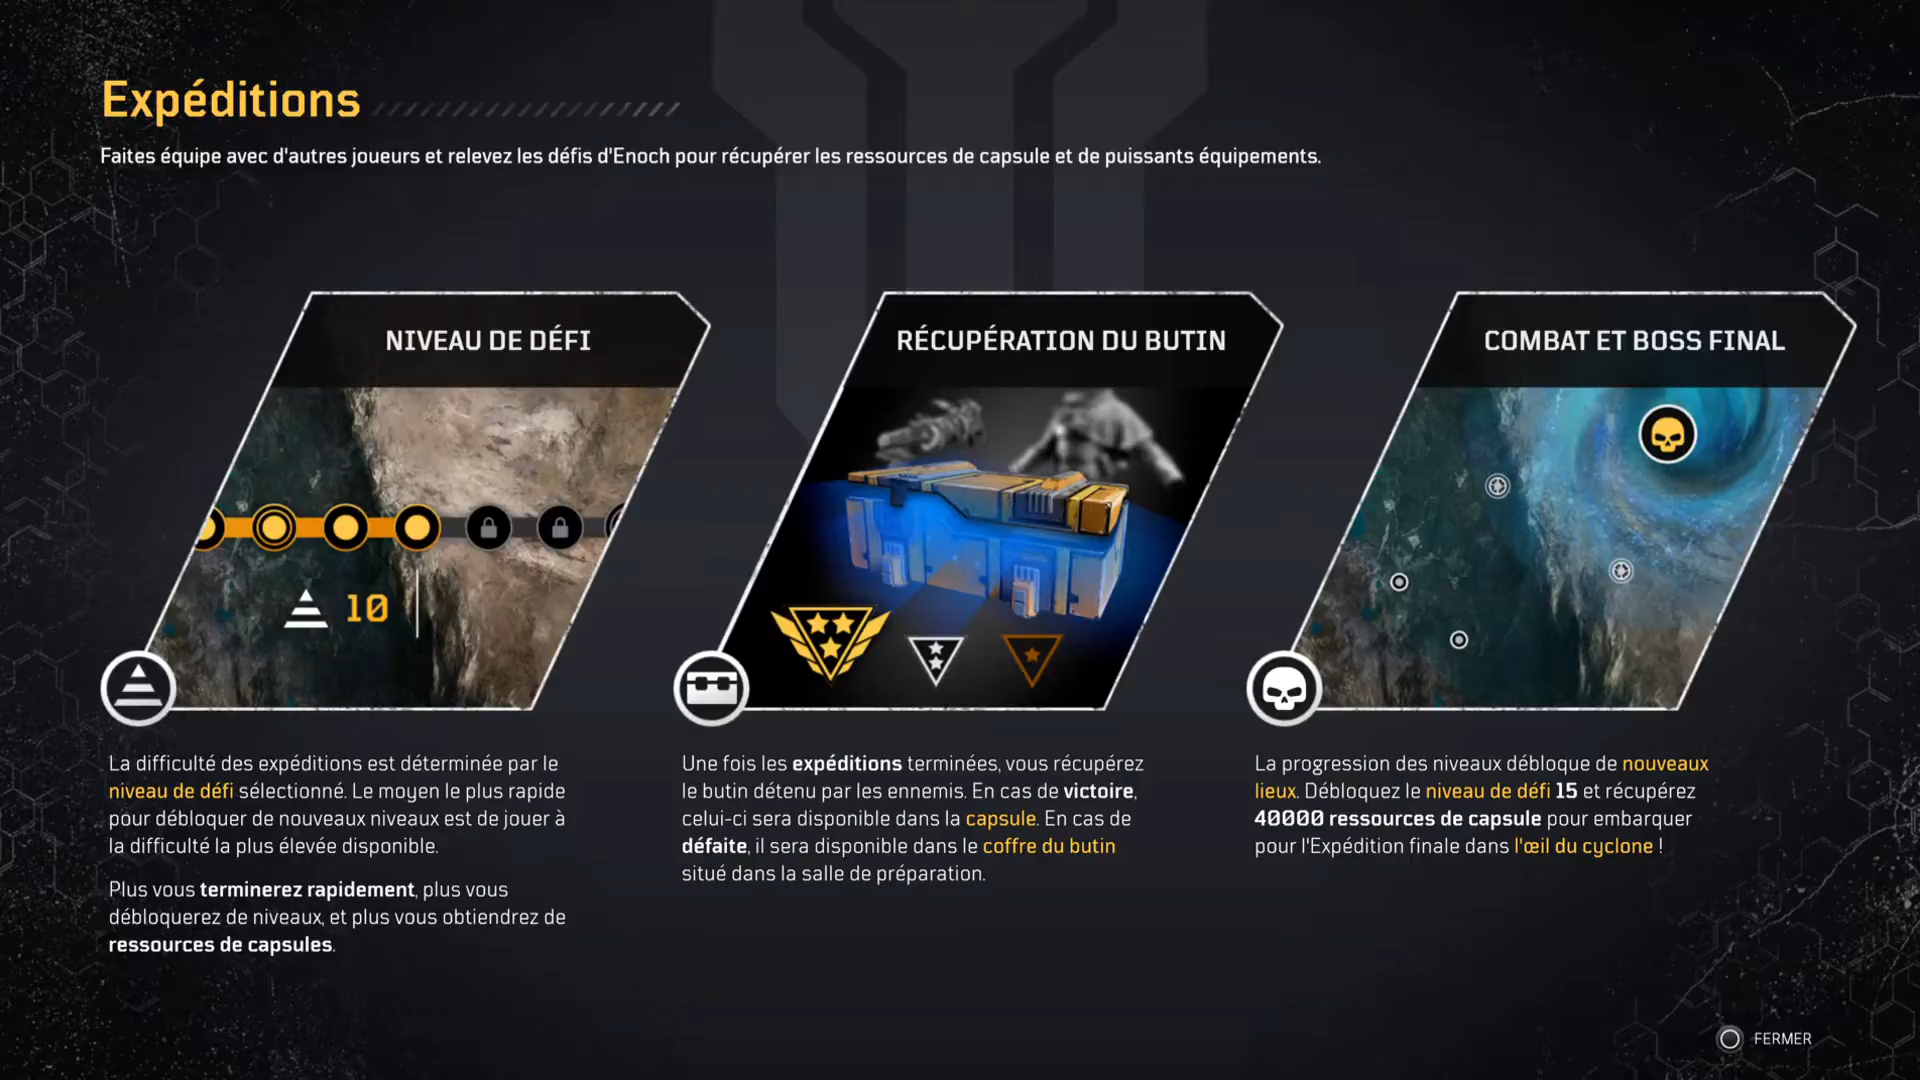 Expéditions
Faites équipe avec d'autres joueurs et relevez les défis d'Enoch pour récupérer les ressources de capsule et de puissants équipements.
NIVEAU DE DÉFI
10
La difficulté des expéditions est déterminée par le
niveau de défi sélectionné. Le moyen le plus rapide
pour débloquer de nouveaux niveaux est de jouer à
la difficulté la plus élevée disponible.
Plus vous terminerez rapidement, plus vous
débloquerez de niveaux, et plus vous obtiendrez de
ressources de capsules.
RÉCUPÉRATION DU BUTIN
Une fois les expéditions terminées, vous récupérez
le butin détenu par les ennemis. En cas de victoire,
celui-ci sera disponible dans la capsule. En cas de
défaite, il sera disponible dans le coffre du butin
situé dans la salle de préparation.
COMBAT ET BOSS FINAL
La progression des niveaux débloque de nouveaux
lieux. Débloquez le niveau de défi 15 et récupérez
40000 ressources de capsule pour embarquer
pour l'Expédition finale dans l'œil du cyclone !
FERMER